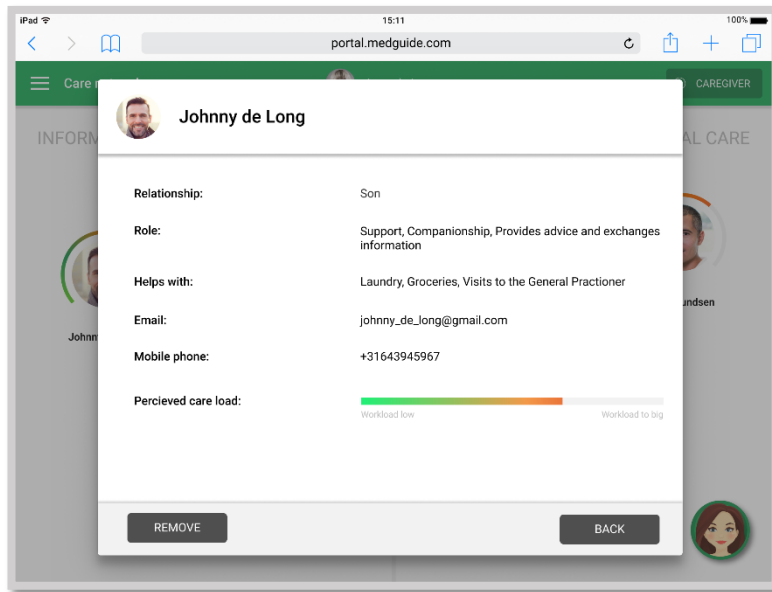 iPad
15:11
100%
portal.medguide.com
Care
CAREGIVER
INFORM
AL CARE
Johnny de Long
Relationship:
Son
Role:
Support, Companionship, Provides advice and exchanges
information
Helps with:
Laundry, Groceries, Visits to the General Practioner
Email:
johnny_de_long@gmail.com
Mobile phone:
+31643945967
Percieved care load:
Workload low
Workload to big
Johnn
undsen
REMOVE
BACK